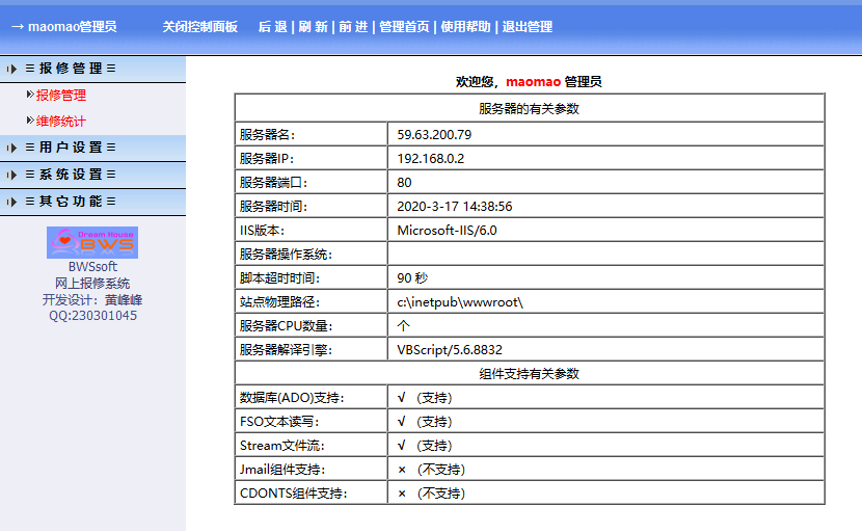 → maomao管理员 关闭控制面板 后 退 | 刷 新 | 前 进 | 管理首页 | 使用帮助 | 退出管理
☰ 报 修 管 理 ☰
报修管理
维修统计
☰ 用 户 设 置 ☰
☰ 系 统 设 置 ☰
☰ 其 它 功 能 ☰
Dream House
BWS
BWSsoft
网上报修系统
开发设计：黄峰峰
QQ:230301045
欢迎您，maomao 管理员
服务器的有关参数
服务器名： 59.63.200.79
服务器IP： 192.168.0.2
服务器端口： 80
服务器时间： 2020-3-17 14:38:56
IIS版本： Microsoft-IIS/6.0
服务器操作系统：
脚本超时时间： 90 秒
站点物理路径： c:\inetpub\wwwroot\
服务器CPU数量： 个
服务器解译引擎： VBScript/5.6.8832
组件支持有关参数
数据库(ADO)支持： √ （支持）
FSO文本读写： √ （支持）
Stream文件流： √ （支持）
Jmail组件支持： × （不支持）
CDONTS组件支持： × （不支持）